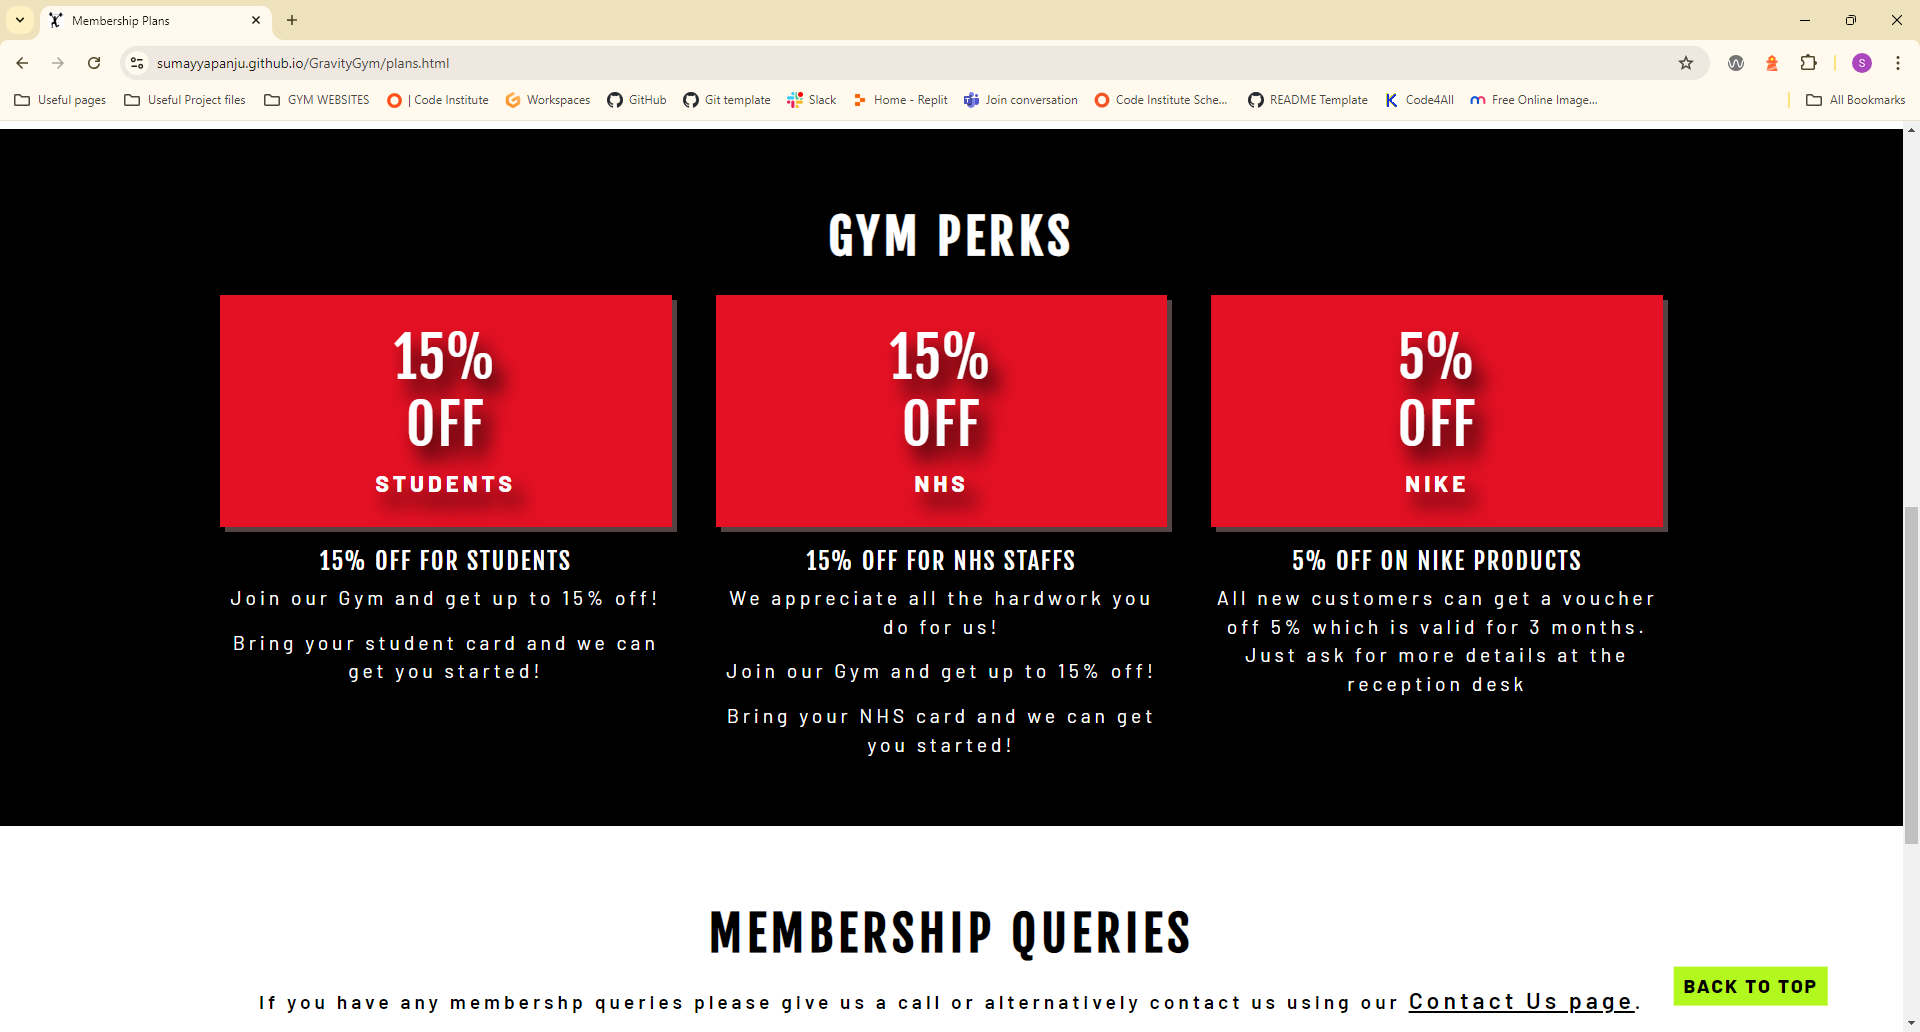 Membership Plans
sumayyapanju.github.io/GravityGym/plans.html
S
Useful pages
Useful Project files
GYM WEBSITES
| Code Institute
Workspaces
GitHub
Git template
Slack
Home - Replit
Join conversation
Code Institute Sche...
README Template
Code4All
Free Online Image...
All Bookmarks
GYM PERKS
15%
OFF
STUDENTS
15% OFF FOR STUDENTS
Join our Gym and get up to 15% off!
Bring your student card and we can
get you started!
15%
OFF
NHS
15% OFF FOR NHS STAFFS
We appreciate all the hardwork you
do for us!
Join our Gym and get up to 15% off!
Bring your NHS card and we can get
you started!
5%
OFF
NIKE
5% OFF ON NIKE PRODUCTS
All new customers can get a voucher
off 5% which is valid for 3 months.
Just ask for more details at the
reception desk
MEMBERSHIP QUERIES
If you have any membershp queries please give us a call or alternatively contact us using our Contact Us page.
BACK TO TOP